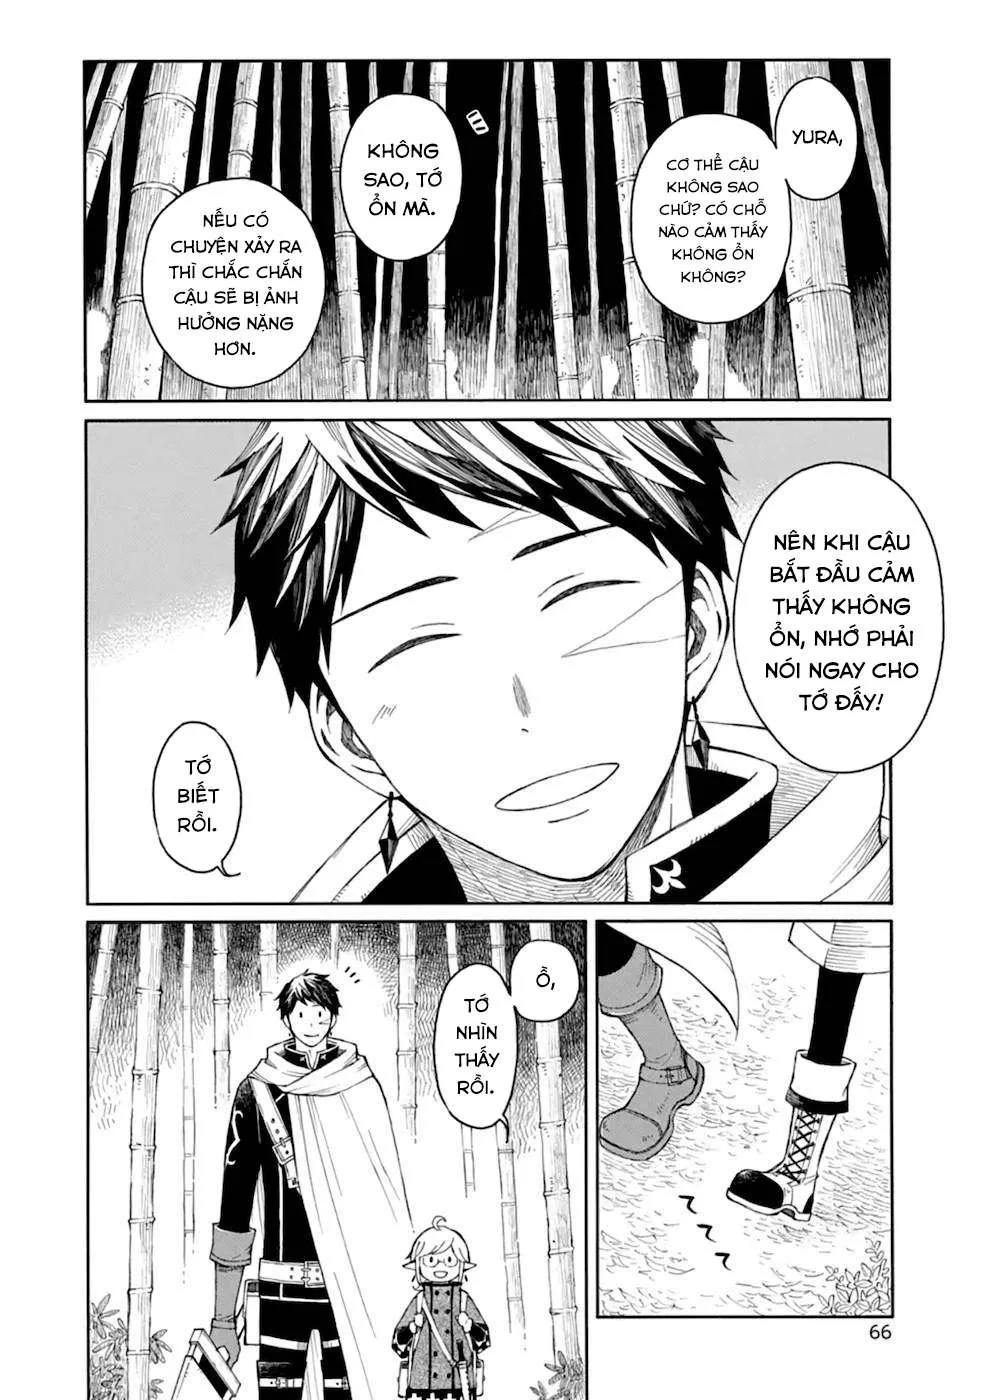 YURA,
CƠ THỂ CẬU
KHÔNG SAO
CHỨ? CÓ CHỖ
NÀO CẢM THẤY
KHÔNG ỔN
KHÔNG?
KHÔNG
SAO, TỚ
ỔN MÀ.
NẾU CÓ
CHUYỆN XẢY RA
THÌ CHẮC CHẮN
CẬU SẼ BỊ ẢNH
HƯỞNG NẶNG
HƠN.
NÊN KHI CẬU
BẮT ĐẦU CẢM
THẤY KHÔNG
ỔN, NHỚ PHẢI
NÓI NGAY CHO
TỚ ĐẤY!
TỚ
BIẾT
RỒI.
Ồ,
TỚ
NHÌN
THẤY
RỒI.
66